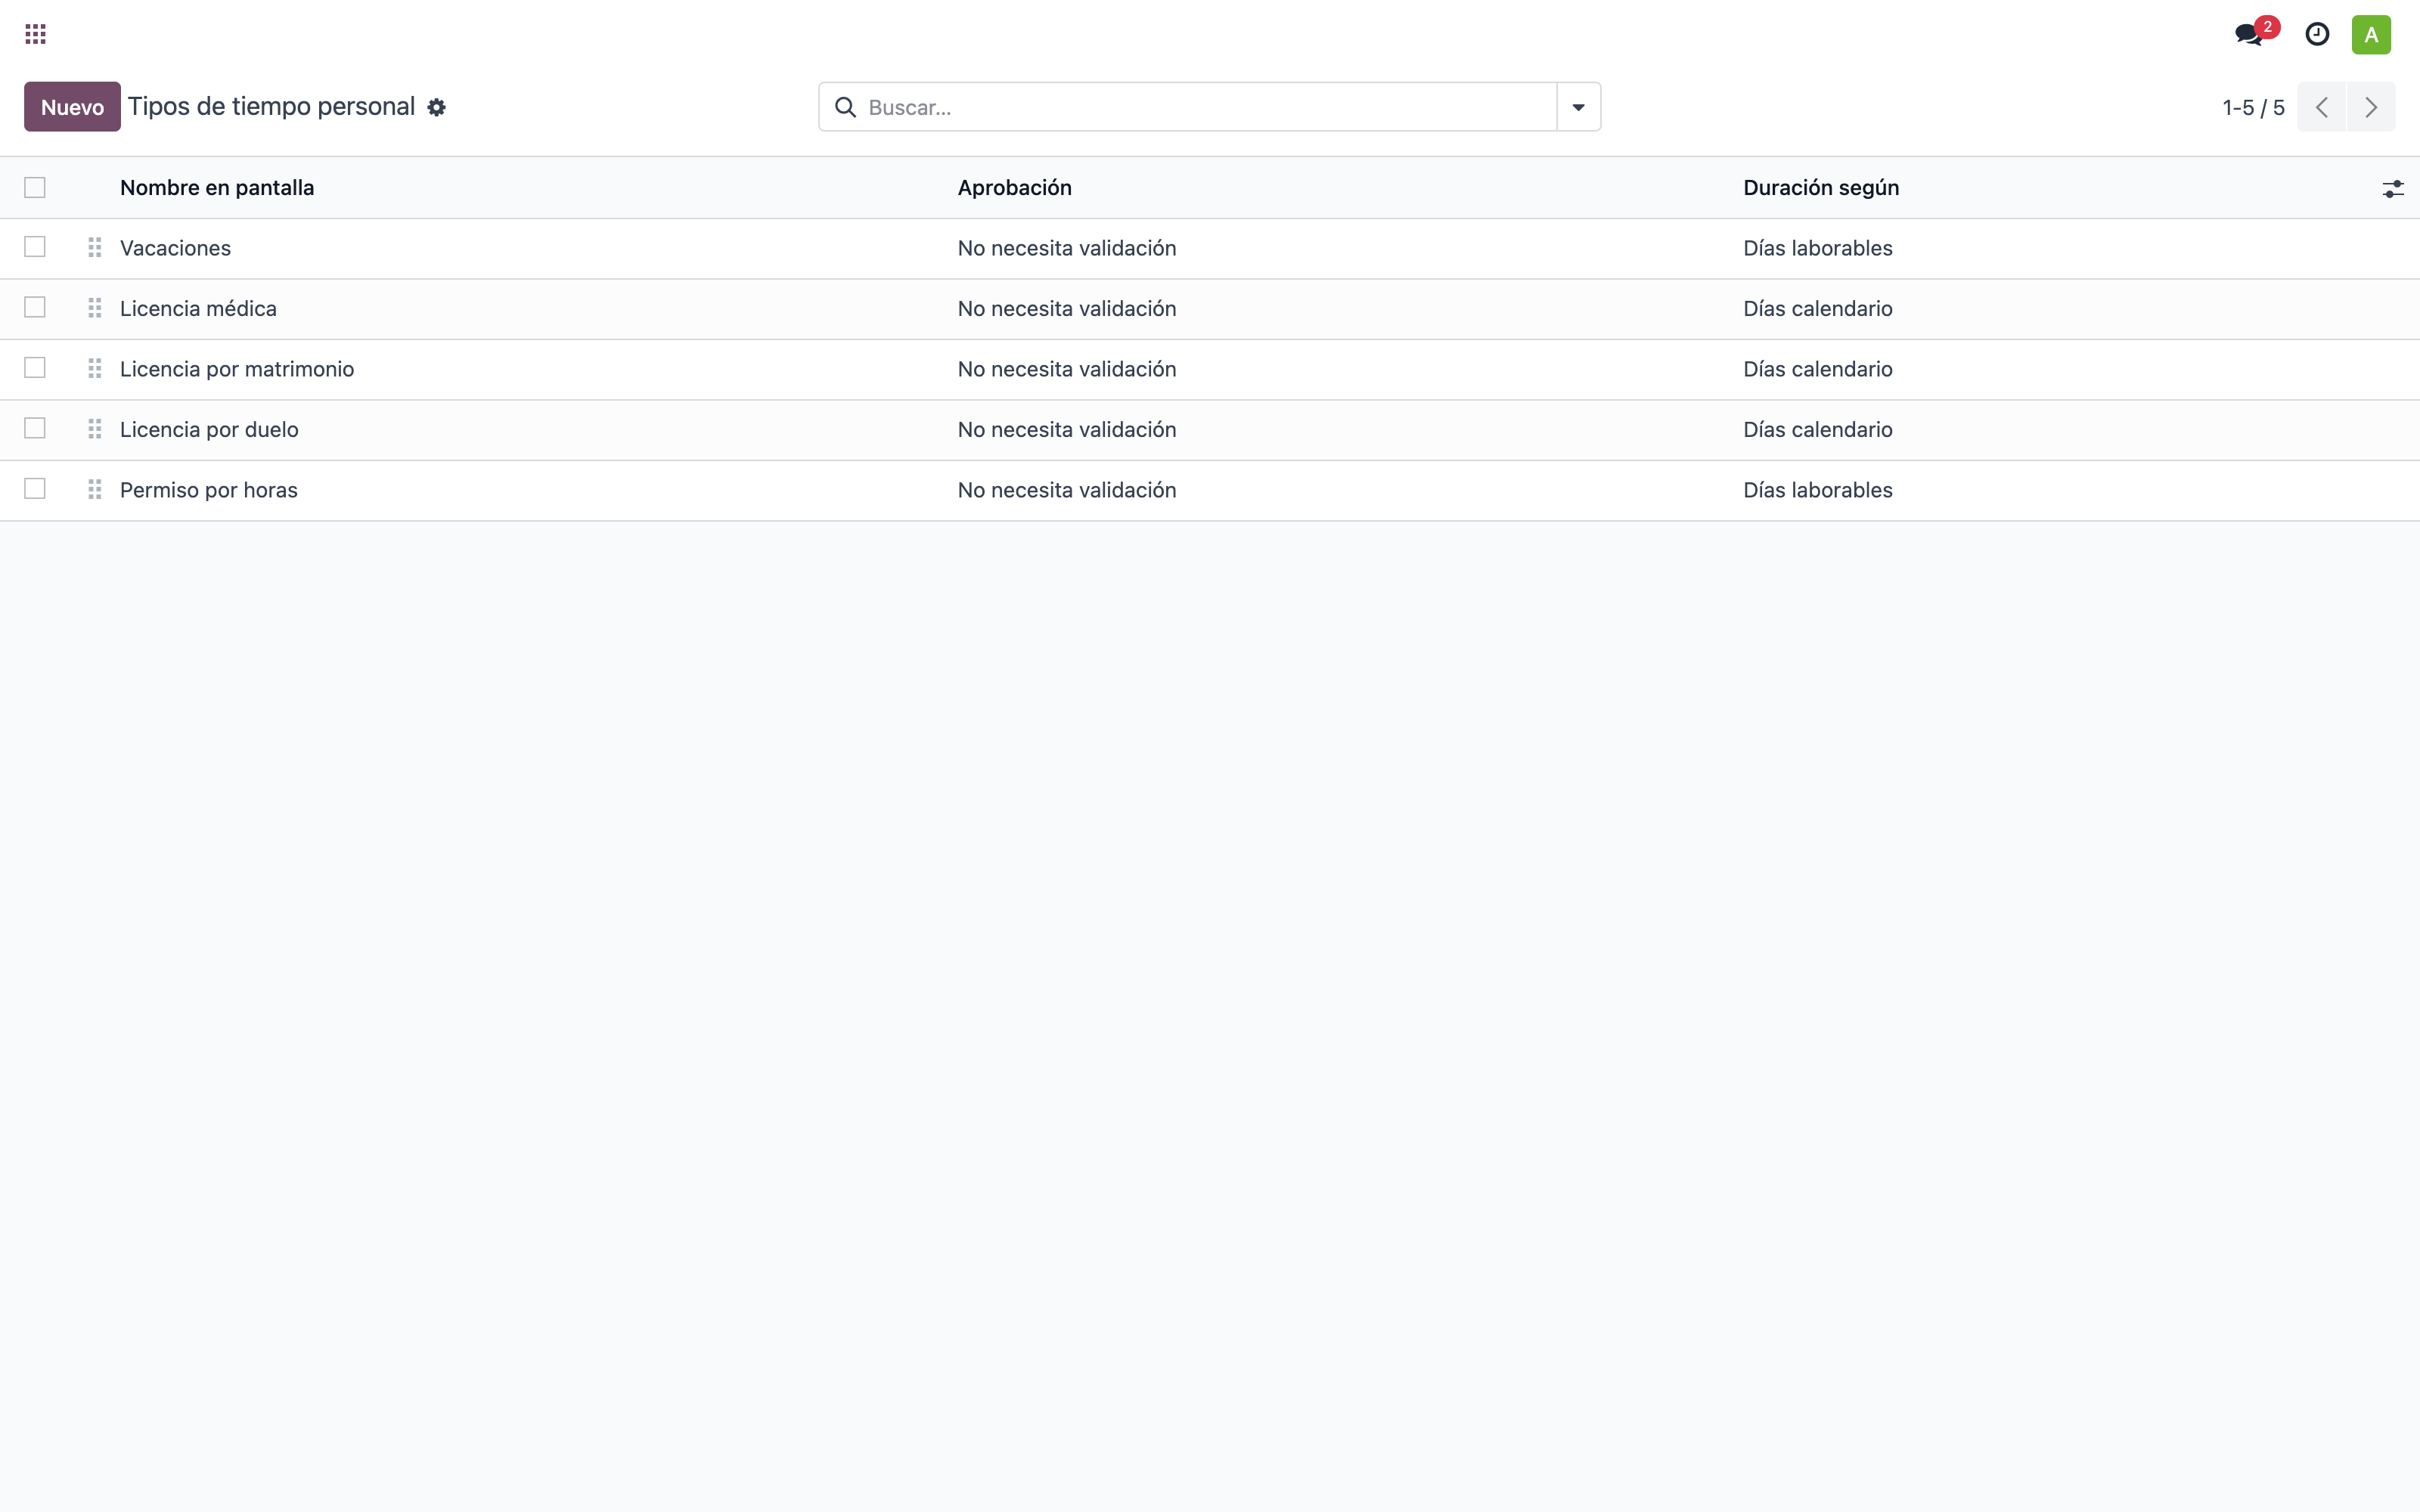 2
A
Nuevo Tipos de tiempo personal
Buscar...
1-5 / 5
Nombre en pantalla Aprobación Duración según
Vacaciones No necesita validación Días laborables
Licencia médica No necesita validación Días calendario
Licencia por matrimonio No necesita validación Días calendario
Licencia por duelo No necesita validación Días calendario
Permiso por horas No necesita validación Días laborables